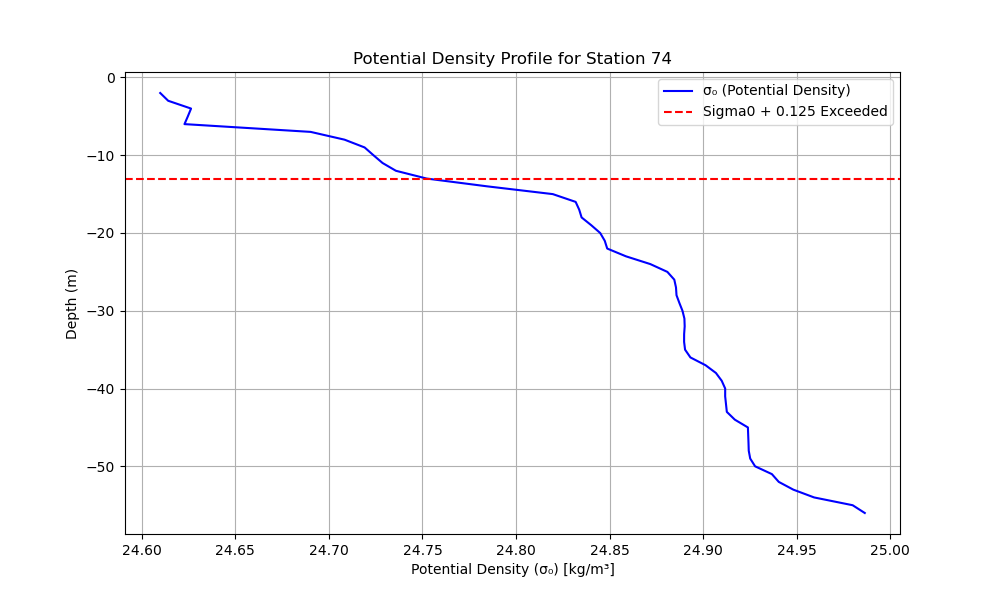 Potential Density Profile for Station 74
σ₀ (Potential Density)
Sigma0 + 0.125 Exceeded
0
−10
−20
−30
−40
−50
Depth (m)
24.60 24.65 24.70 24.75 24.80 24.85 24.90 24.95 25.00
Potential Density (σ₀) [kg/m³]